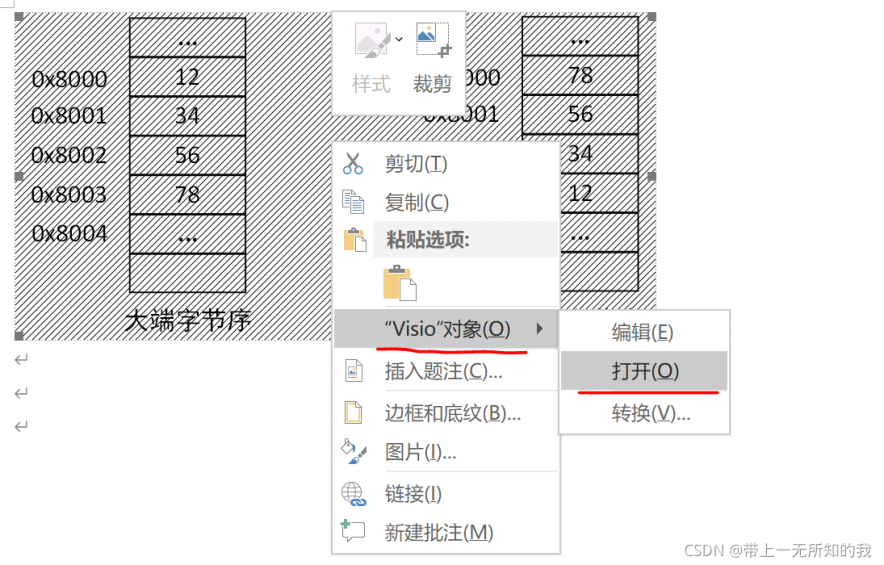 ...
0x8000 12
0x8001 34
0x8002 56
0x8003 78
0x8004 ...
大端字节序
样式 裁剪
000 78
0x8001 56
34
12
...
剪切(T)
复制(C)
粘贴选项:
“Visio”对象(O)
插入题注(C)...
边框和底纹(B)...
图片(I)...
链接(I)
新建批注(M)
编辑(E)
打开(O)
转换(V)...
CSDN @带上一无所知的我